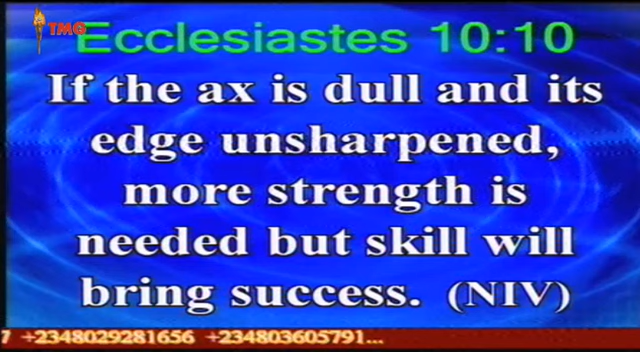 TMG
Ecclesiastes 10:10
If the ax is dull and its
edge unsharpened,
more strength is
needed but skill will
bring success. (NIV)
7 +2348029281656 +234803605791...